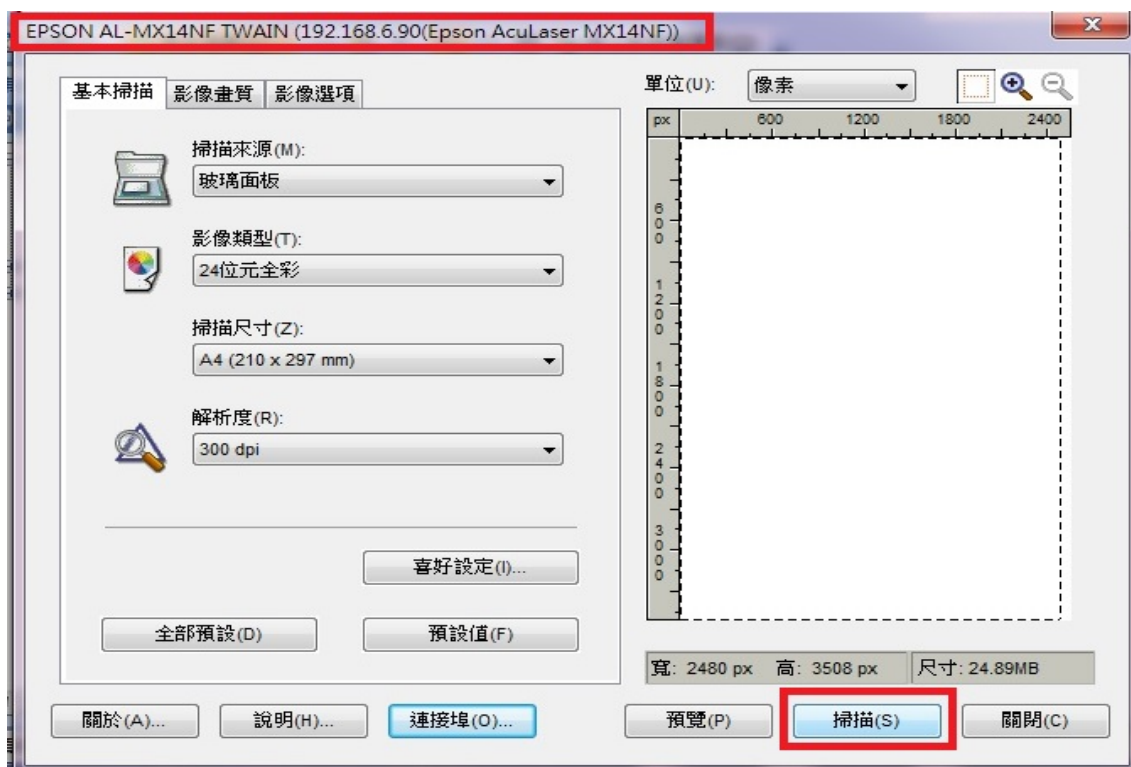 EPSON AL-MX14NF TWAIN (192.168.6.90(Epson AcuLaser MX14NF))
基本掃描 影像畫質 影像選項
掃描來源(M):
玻璃面板
影像類型(T):
24位元全彩
掃描尺寸(Z):
A4 (210 x 297 mm)
解析度(R):
300 dpi
喜好設定(I)...
全部預設(D) 預設值(F)
單位(U): 像素
px 600 1200 1800 2400
600
1200
1800
2400
3000
寬: 2480 px 高: 3508 px 尺寸: 24.89MB
關於(A)... 說明(H)... 連接埠(O)... 預覽(P) 掃描(S) 關閉(C)